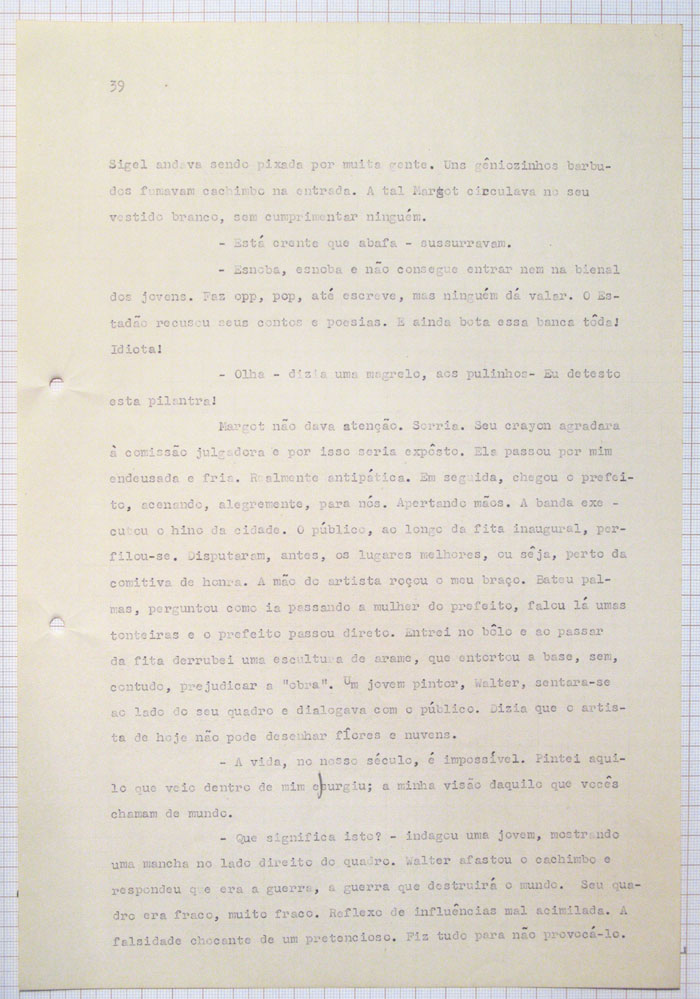 39
Sigel andava sendo pixada por muita gente. Uns gêniozinhos barbu-
dos fumavam cachimbo na entrada. A tal Margot circulava no seu
vestido branco, sem cumprimentar ninguém.
- Está crente que abafa - sussurravam.
- Esnoba, esnoba e não consegue entrar nem na bienal
dos jovens. Faz opp, pop, até escreve, mas ninguém dá valar. O Es-
tadão recusou seus contos e poesias. E ainda bota essa banca tôda!
Idiota!
- Olha - dizia uma magrelo, aos pulinhos- Eu detesto
esta pilantra!
Margot não dava atenção. Sorria. Seu crayon agradara
à comissão julgadora e por isso seria expôsto. Ela passou por mim
endeusada e fria. Realmente antipática. Em seguida, chegou o prefei-
to, acenando, alegremente, para nós. Apertando mãos. A banda exe -
cutou o hino da cidade. O público, ao longo da fita inaugural, per-
filou-se. Disputaram, antes, os lugares melhores, ou sêja, perto da
comitiva de honra. A mão do artista roçou o meu braço. Bateu pal-
mas, perguntou como ia passando a mulher do prefeito, falou lá umas
tonteiras e o prefeito passou direto. Entrei no bôlo e ao passar
da fita derrubei uma escultura de arame, que entortou a base, sem,
contudo, prejudicar a "obra". Um jovem pintor, Walter, sentara-se
ao lado do seu quadro e dialogava com o público. Dizia que o artis-
ta de hoje não pode desenhar flores e nuvens.
- A vida, no nosso século, é impossível. Pintei aqui-
lo que veio dentro de mim e surgiu; a minha visão daquilo que vocês
chamam de mundo.
- Que significa isto? - indagou uma jovem, mostrando
uma mancha no lado direito do quadro. Walter afastou o cachimbo e
respondeu que era a guerra, a guerra que destruirá o mundo. Seu qua-
dro era fraco, muito fraco. Reflexo de influências mal acimilada. A
falsidade chocante de um pretencioso. Fiz tudo para não provocá-lo.